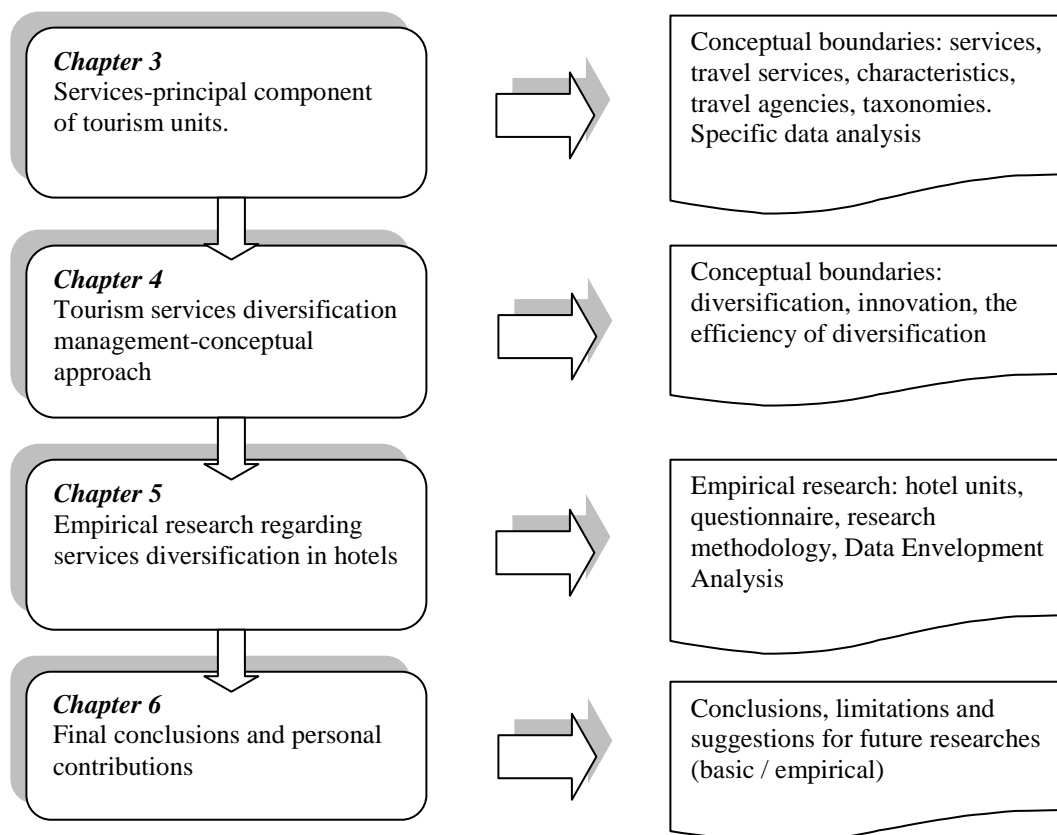 Chapter 3
Services-principal component
of tourism units.
Conceptual boundaries: services,
travel services, characteristics,
travel agencies, taxonomies.
Specific data analysis
Chapter 4
Tourism services diversification
management-conceptual
approach
Conceptual boundaries:
diversification, innovation, the
efficiency of diversification
Chapter 5
Empirical research regarding
services diversification in hotels
Empirical research: hotel units,
questionnaire, research
methodology, Data Envelopment
Analysis
Chapter 6
Final conclusions and personal
contributions
Conclusions, limitations and
suggestions for future researches
(basic / empirical)